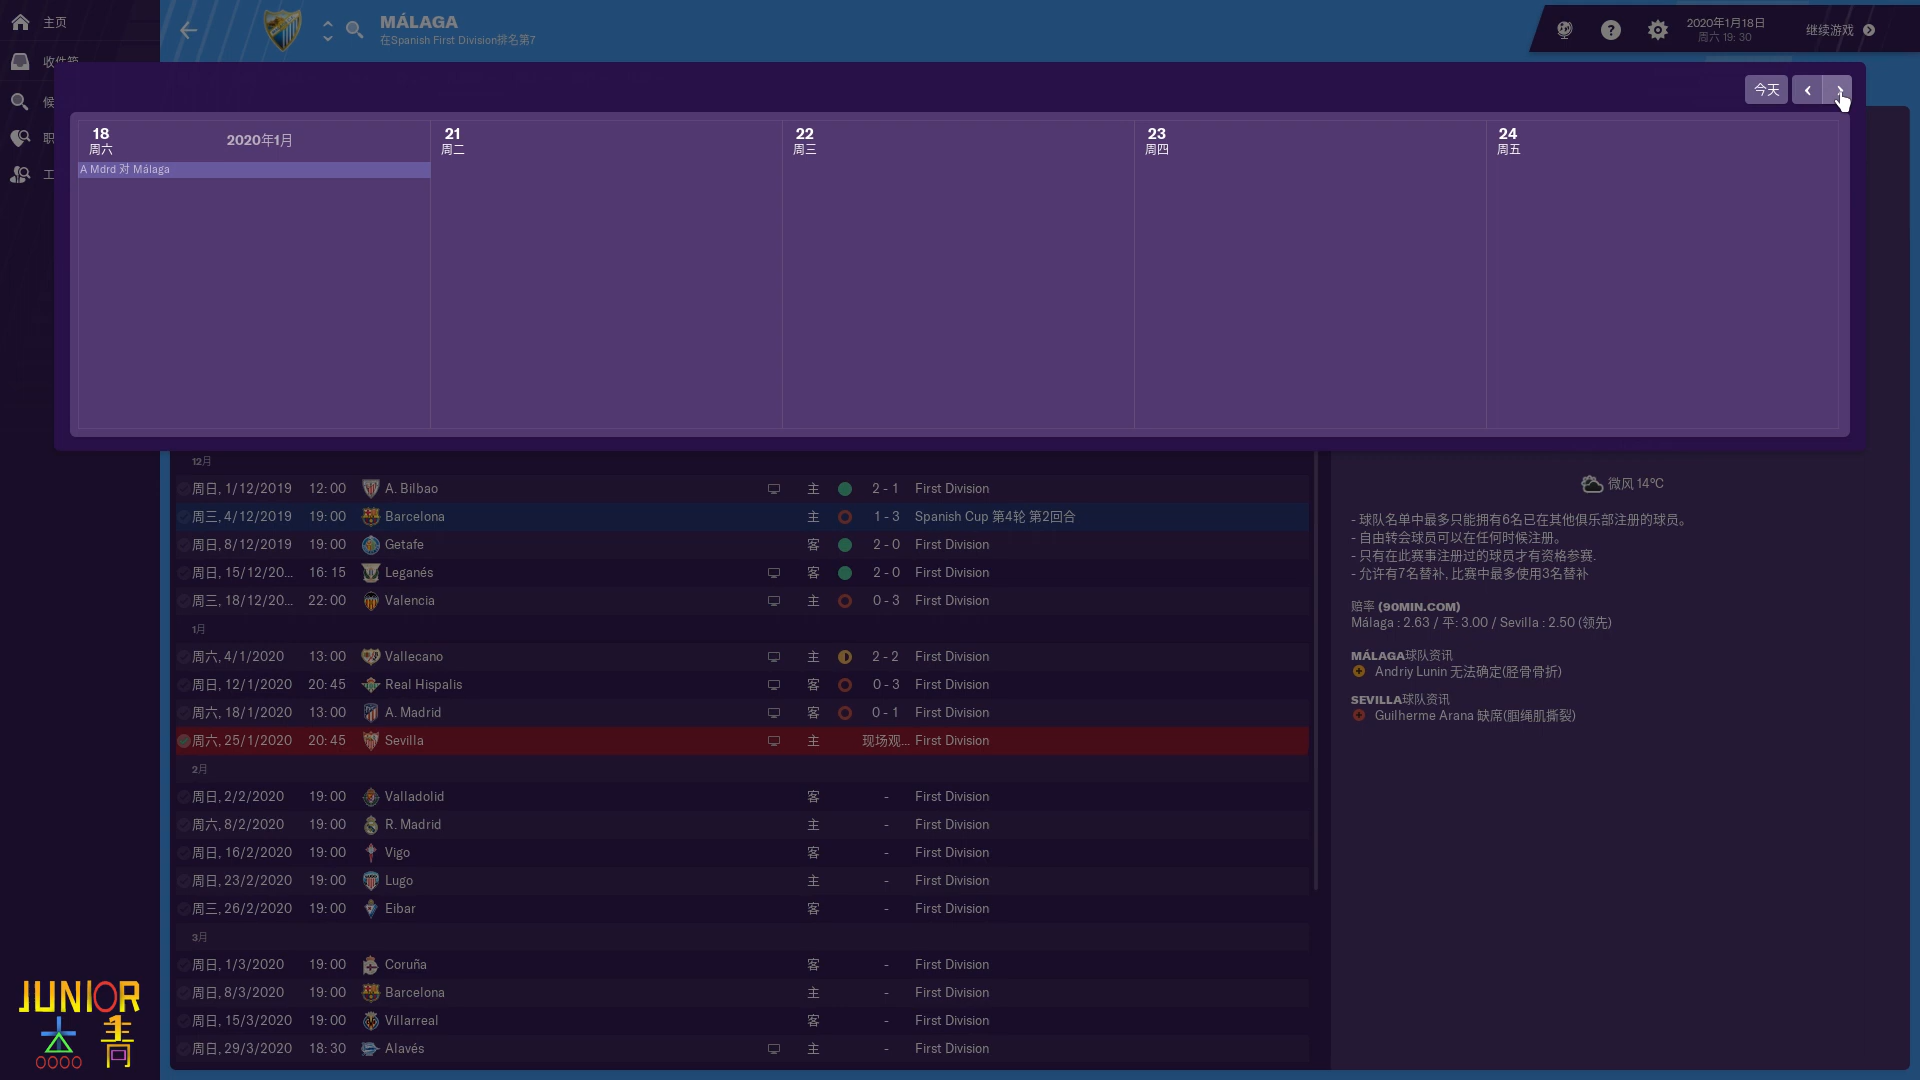 主页
MÁLAGA
在Spanish First Division排名第7
2020年1月18日
周六 19: 30
继续游戏
收件箱
候
职
工
今天
18 周六
2020年1月
A Mdrd 对 Málaga
21 周二
22 周三
23 周四
24 周五
12月
周日, 1/12/2019 12: 00 A. Bilbao 主 2 - 1 First Division
周三, 4/12/2019 19: 00 Barcelona 主 1 - 3 Spanish Cup 第4轮 第2回合
周日, 8/12/2019 19: 00 Getafe 客 2 - 0 First Division
周日, 15/12/20... 16: 15 Leganés 客 2 - 0 First Division
周三, 18/12/20... 22: 00 Valencia 主 0 - 3 First Division
1月
周六, 4/1/2020 13: 00 Vallecano 主 2 - 2 First Division
周日, 12/1/2020 20: 45 Real Hispalis 客 0 - 3 First Division
周六, 18/1/2020 13: 00 A. Madrid 客 0 - 1 First Division
周六, 25/1/2020 20: 45 Sevilla 主 现场观... First Division
2月
周日, 2/2/2020 19: 00 Valladolid 客 - First Division
周六, 8/2/2020 19: 00 R. Madrid 主 - First Division
周日, 16/2/2020 19: 00 Vigo 客 - First Division
周日, 23/2/2020 19: 00 Lugo 主 - First Division
周三, 26/2/2020 19: 00 Eibar 客 - First Division
3月
周日, 1/3/2020 19: 00 Coruña 客 - First Division
周日, 8/3/2020 19: 00 Barcelona 主 - First Division
周日, 15/3/2020 19: 00 Villarreal 客 - First Division
周日, 29/3/2020 18: 30 Alavés 主 - First Division
微风 14ºC
- 球队名单中最多只能拥有6名已在其他俱乐部注册的球员。
- 自由转会球员可以在任何时候注册。
- 只有在此赛事注册过的球员才有资格参赛.
- 允许有7名替补, 比赛中最多使用3名替补
赔率 (90MIN.COM)
Málaga : 2.63 / 平: 3.00 / Sevilla : 2.50 (领先)
MÁLAGA球队资讯
Andriy Lunin 无法确定(胫骨骨折)
SEVILLA球队资讯
Guilherme Arana 缺席(腘绳肌撕裂)
JUNIOR